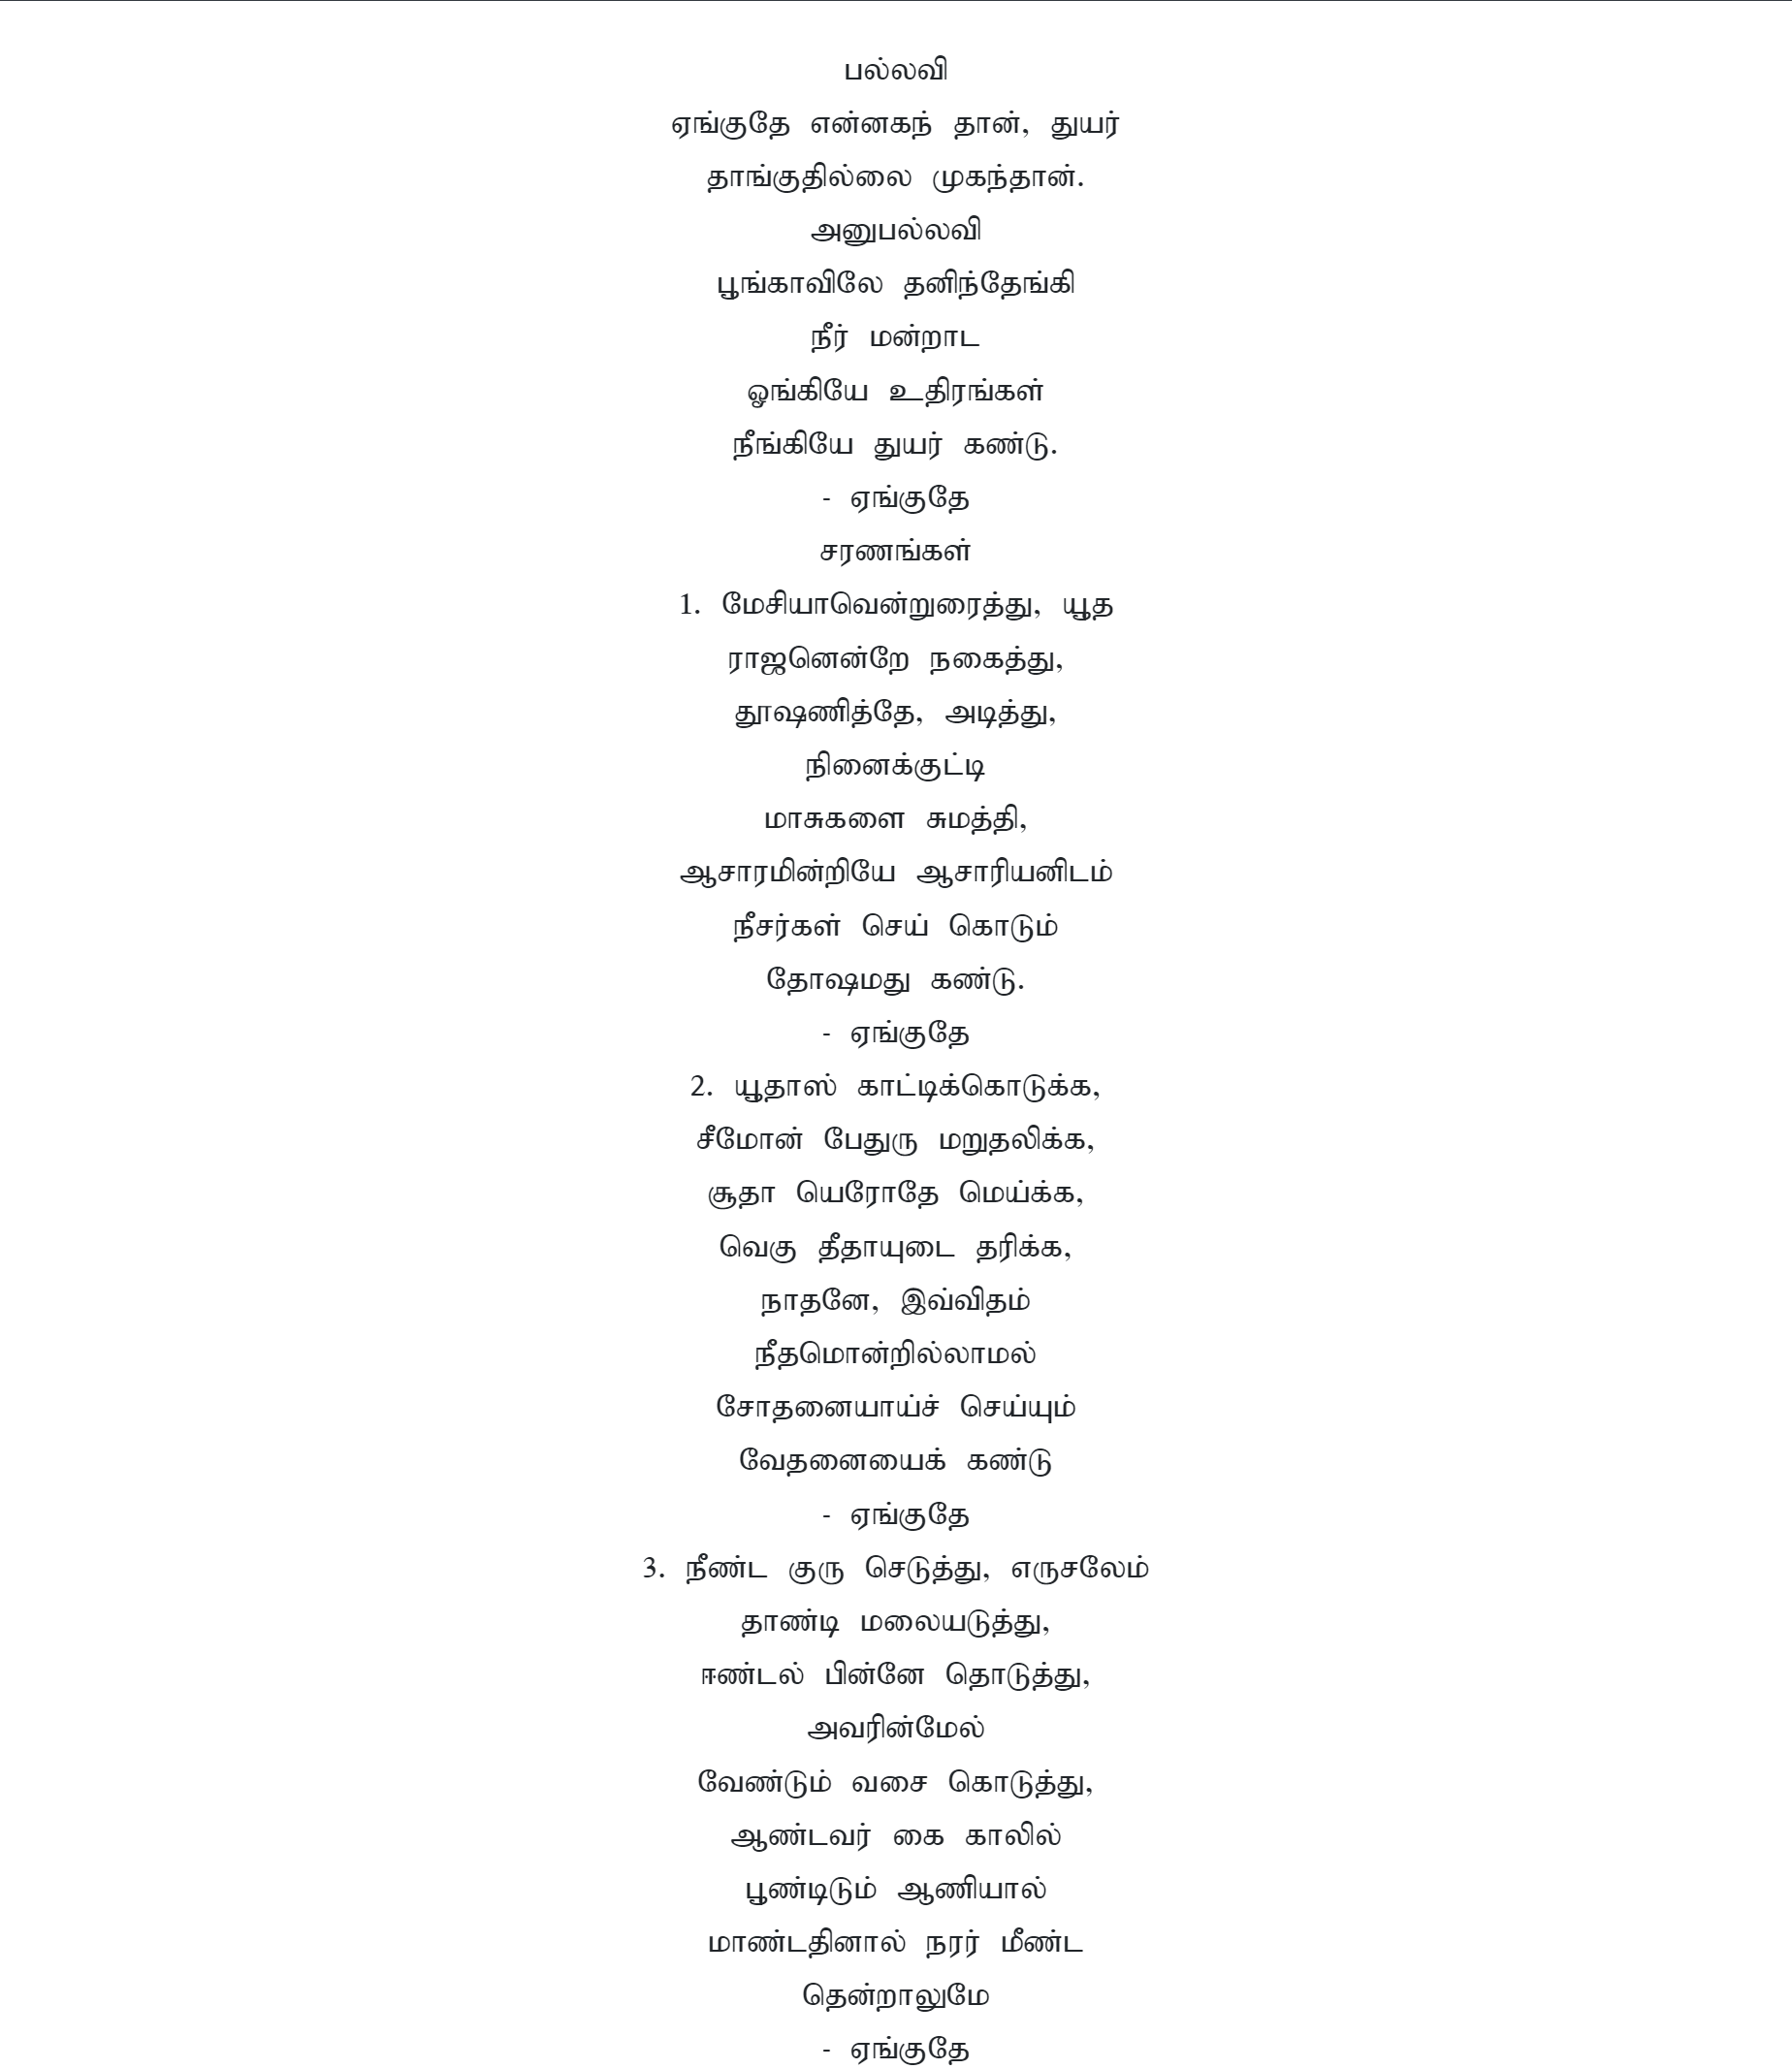 பல்லவி
ஏங்குதே என்னகந் தான், துயர்
தாங்குதில்லை முகந்தான்.
அனுபல்லவி
பூங்காவிலே தனிந்தேங்கி
நீர் மன்றாட
ஓங்கியே உதிரங்கள்
நீங்கியே துயர் கண்டு.
- ஏங்குதே
சரணங்கள்
1. மேசியாவென்றுரைத்து, யூத
ராஜனென்றே நகைத்து,
தூஷணித்தே, அடித்து,
நினைக்குட்டி
மாசுகளை சுமத்தி,
ஆசாரமின்றியே ஆசாரியனிடம்
நீசர்கள் செய் கொடும்
தோஷமது கண்டு.
- ஏங்குதே
2. யூதாஸ் காட்டிக்கொடுக்க,
சீமோன் பேதுரு மறுதலிக்க,
சூதா யெரோதே மெய்க்க,
வெகு தீதாயுடை தரிக்க,
நாதனே, இவ்விதம்
நீதமொன்றில்லாமல்
சோதனையாய்ச் செய்யும்
வேதனையைக் கண்டு
- ஏங்குதே
3. நீண்ட குரு செடுத்து, எருசலேம்
தாண்டி மலையடுத்து,
ஈண்டல் பின்னே தொடுத்து,
அவரின்மேல்
வேண்டும் வசை கொடுத்து,
ஆண்டவர் கை காலில்
பூண்டிடும் ஆணியால்
மாண்டதினால் நரர் மீண்ட
தென்றாலுமே
- ஏங்குதே